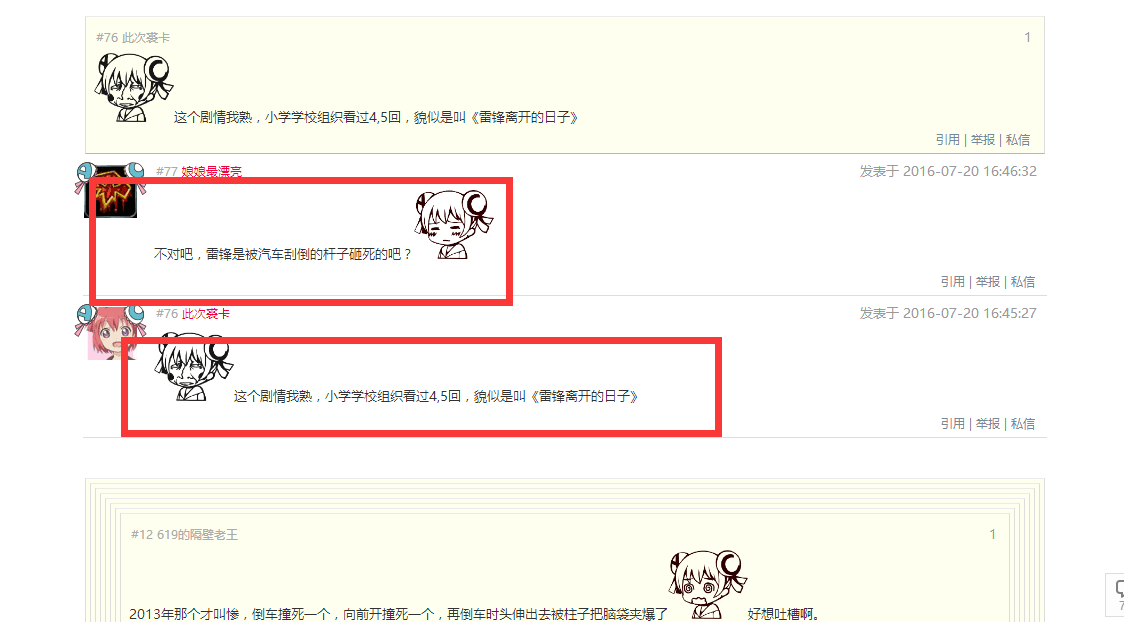 #76 此次裘卡 1
这个剧情我熟，小学学校组织看过4,5回，貌似是叫《雷锋离开的日子》
引用 | 举报 | 私信
#77 娘娘最漂亮 发表于 2016-07-20 16:46:32
不对吧，雷锋是被汽车刮倒的杆子砸死的吧？
引用 | 举报 | 私信
#76 此次裘卡 发表于 2016-07-20 16:45:27
这个剧情我熟，小学学校组织看过4,5回，貌似是叫《雷锋离开的日子》
引用 | 举报 | 私信
#12 619的隔壁老王 1
2013年那个才叫惨，倒车撞死一个，向前开撞死一个，再倒车时头伸出去被柱子把脑袋夹爆了 好想吐槽啊。
7